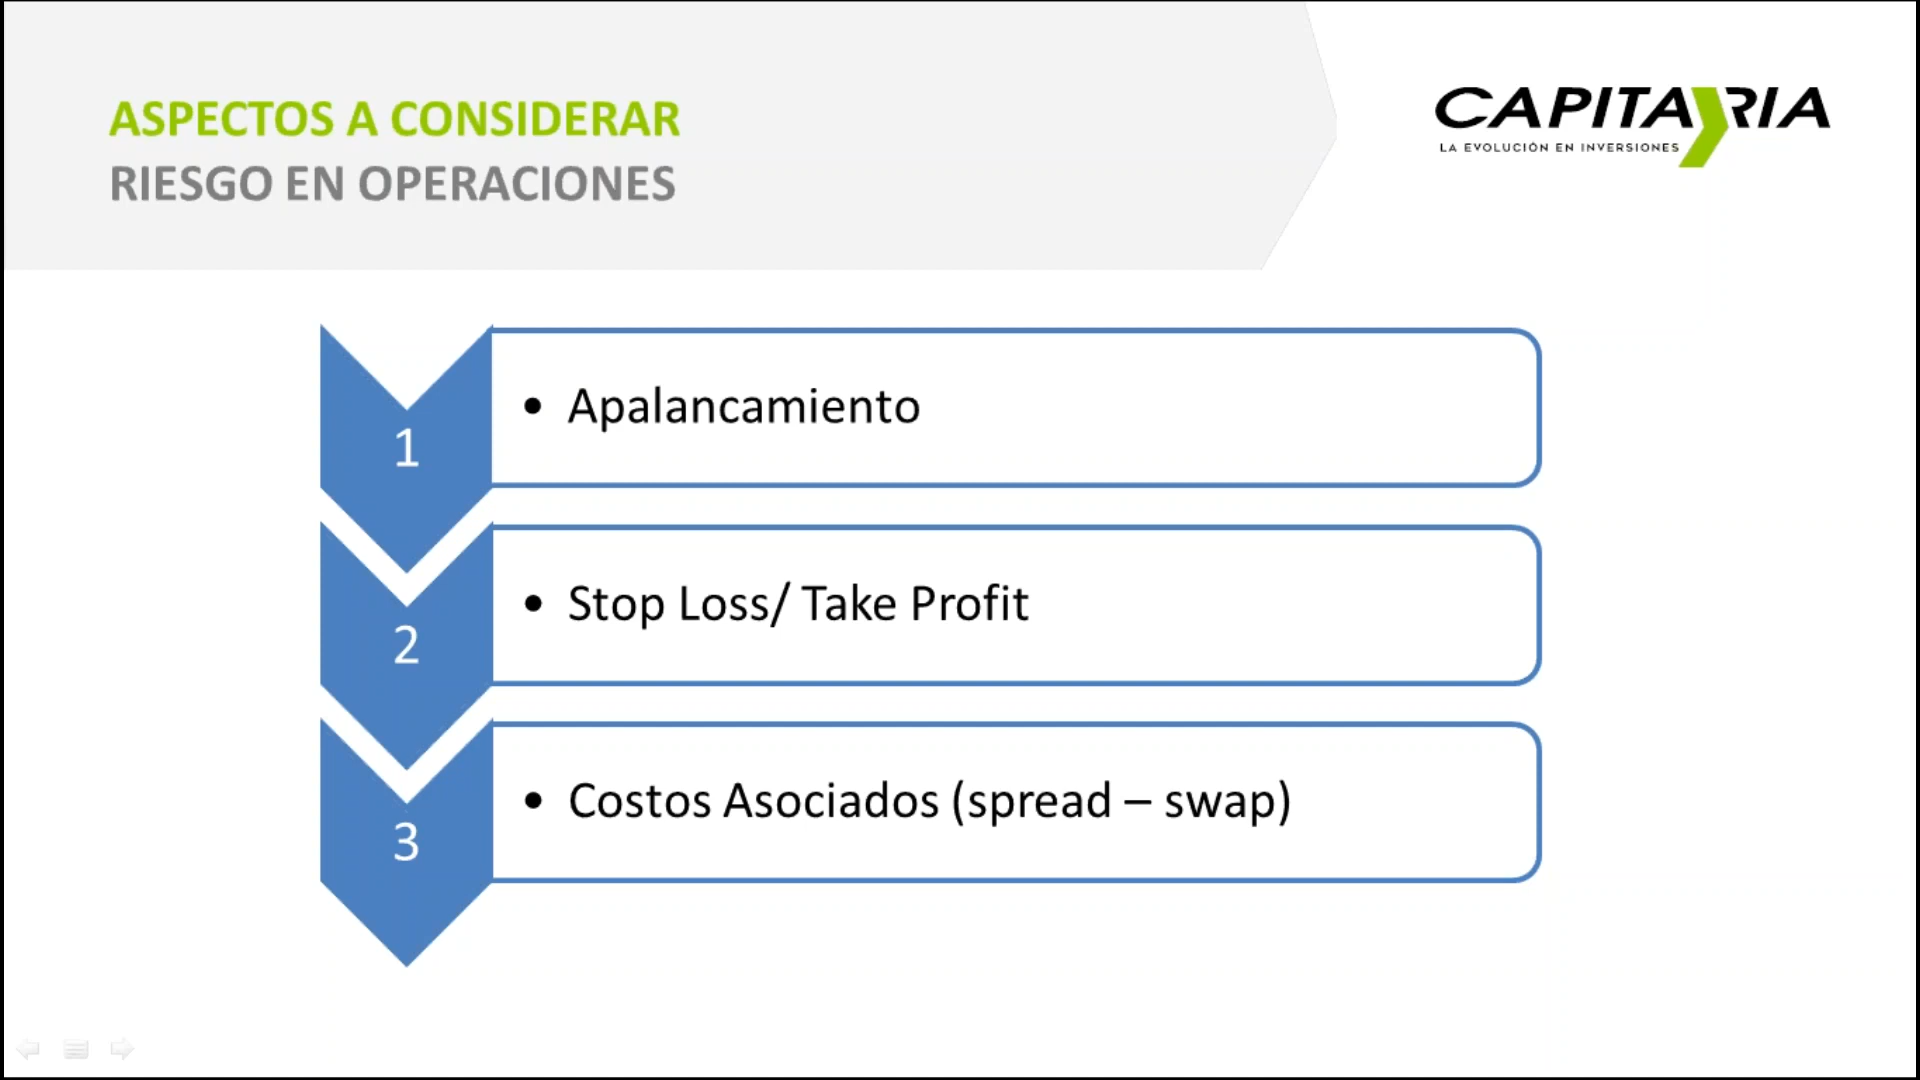 ASPECTOS A CONSIDERAR
RIESGO EN OPERACIONES
CAPITARIA
LA EVOLUCIÓN EN INVERSIONES
1
• Apalancamiento
2
• Stop Loss/ Take Profit
3
• Costos Asociados (spread – swap)